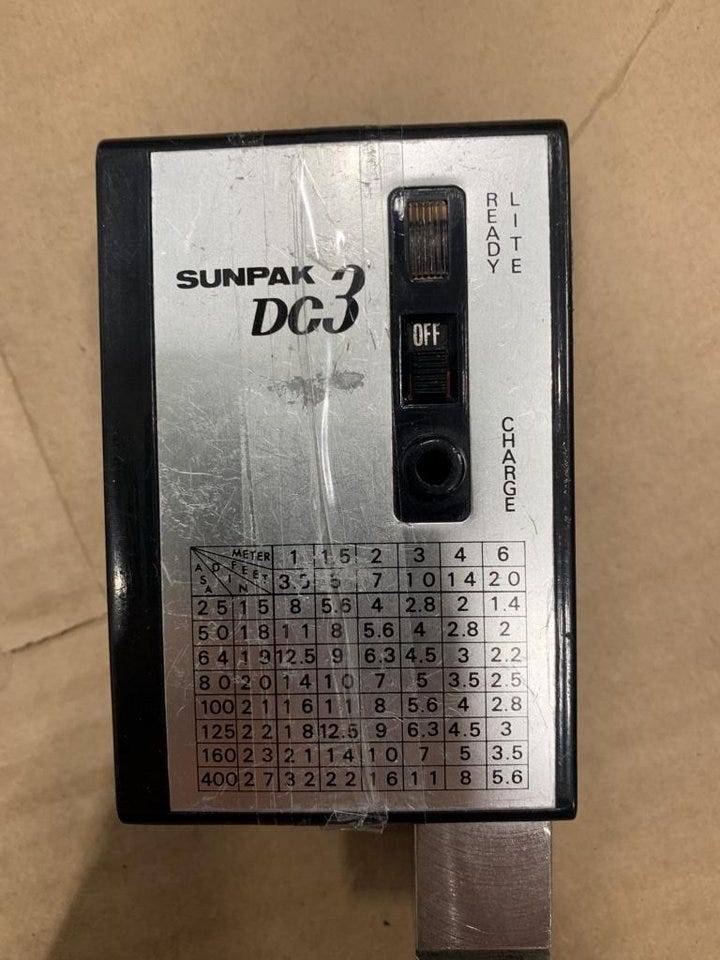 READY LITE
SUNPAK
DC3
OFF
CHARGE
ASA DIN METER 1 1.5 2 3 4 6
FEET 3.5 5 7 10 14 20
25 15 8 5.6 4 2.8 2 1.4
50 18 11 8 5.6 4 2.8 2
64 19 12.5 9 6.3 4.5 3 2.2
80 20 14 10 7 5 3.5 2.5
100 21 16 11 8 5.6 4 2.8
125 22 18 12.5 9 6.3 4.5 3
160 23 21 14 10 7 5 3.5
400 27 32 22 16 11 8 5.6